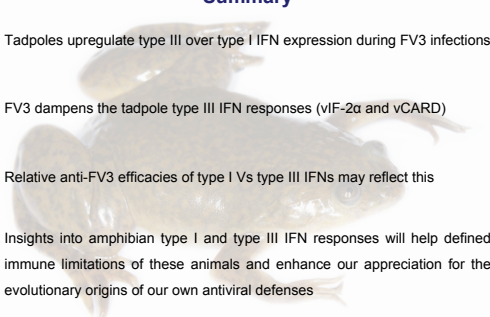 Summary
Tadpoles upregulate type III over type I IFN expression during FV3 infections
FV3 dampens the tadpole type III IFN responses (vIF-2α and vCARD)
Relative anti-FV3 efficacies of type I Vs type III IFNs may reflect this
Insights into amphibian type I and type III IFN responses will help defined
immune limitations of these animals and enhance our appreciation for the
evolutionary origins of our own antiviral defenses